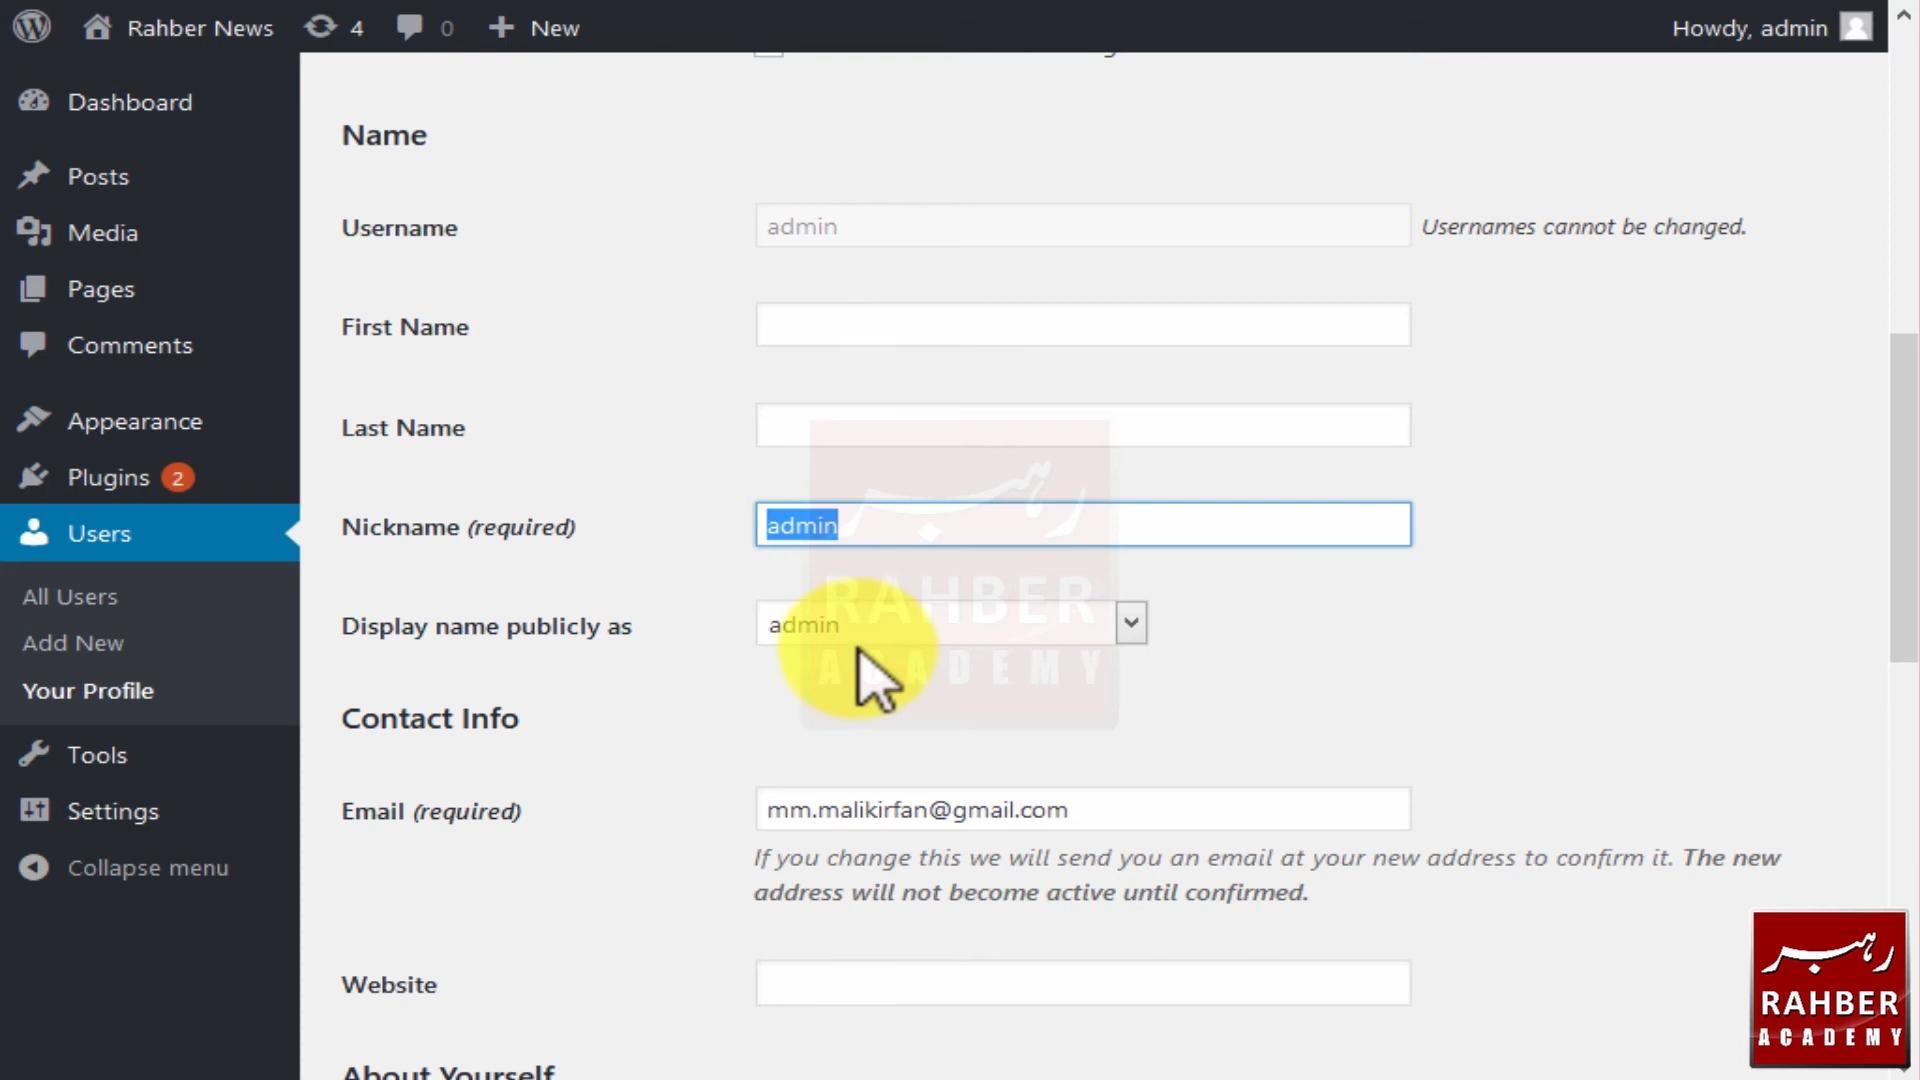 Rahber News 4 0 New Howdy, admin
Dashboard
Posts
Media
Pages
Comments
Appearance
Plugins 2
Users
All Users
Add New
Your Profile
Tools
Settings
Collapse menu
Name
Username admin Usernames cannot be changed.
First Name
Last Name
Nickname (required) admin
Display name publicly as admin
Contact Info
Email (required) mm.malikirfan@gmail.com
If you change this we will send you an email at your new address to confirm it. The new
address will not become active until confirmed.
Website
About Yourself
رہبر
RAHBER
ACADEMY
رہبر
RAHBER
ACADEMY